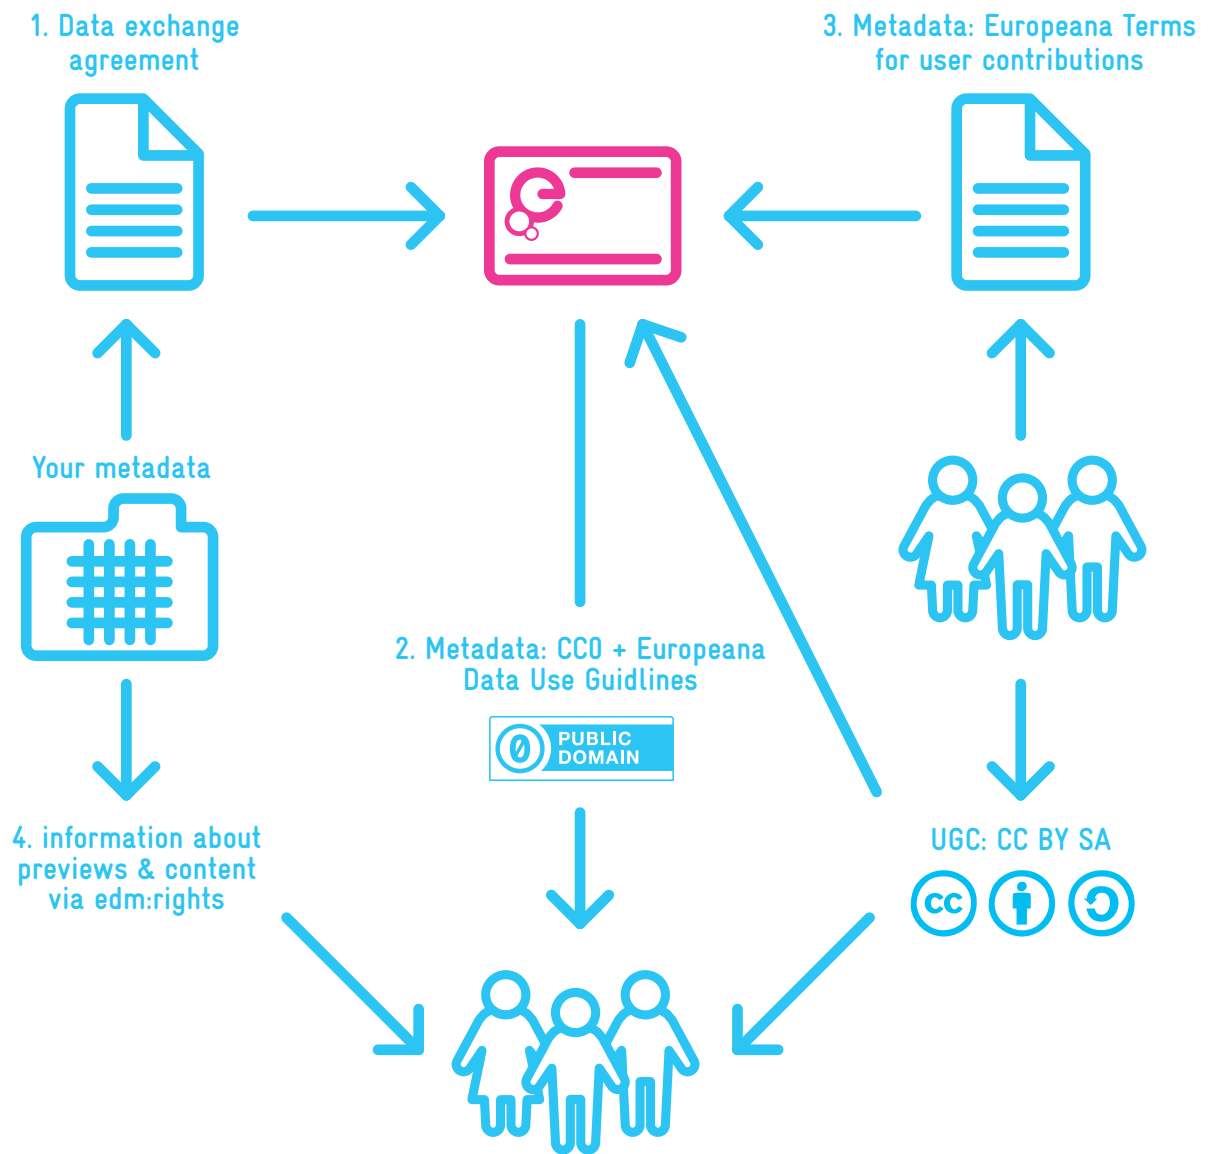 1. Data exchange
agreement
3. Metadata: Europeana Terms
for user contributions
Your metadata
2. Metadata: CC0 + Europeana
Data Use Guidlines
0 PUBLIC
DOMAIN
4. information about
previews & content
via edm:rights
UGC: CC BY SA
cc